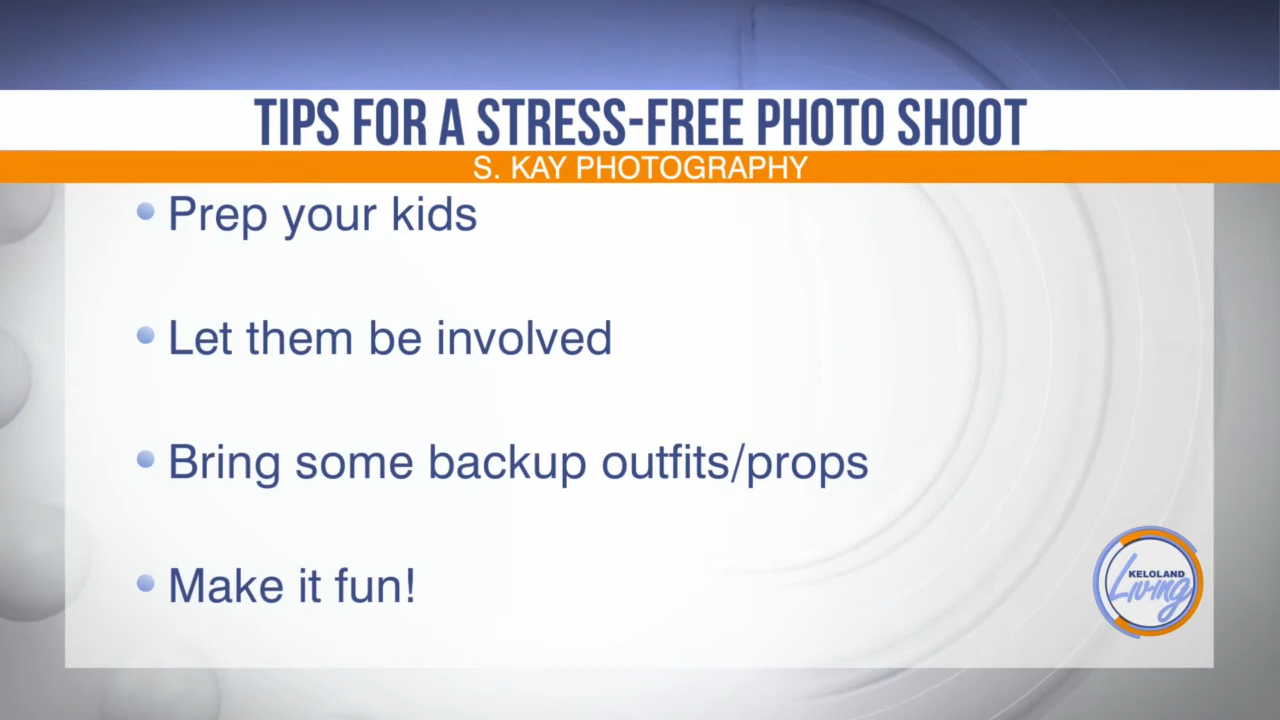 TIPS FOR A STRESS-FREE PHOTO SHOOT
S. KAY PHOTOGRAPHY
• Prep your kids
• Let them be involved
• Bring some backup outfits/props
• Make it fun!
KELOLAND
Living